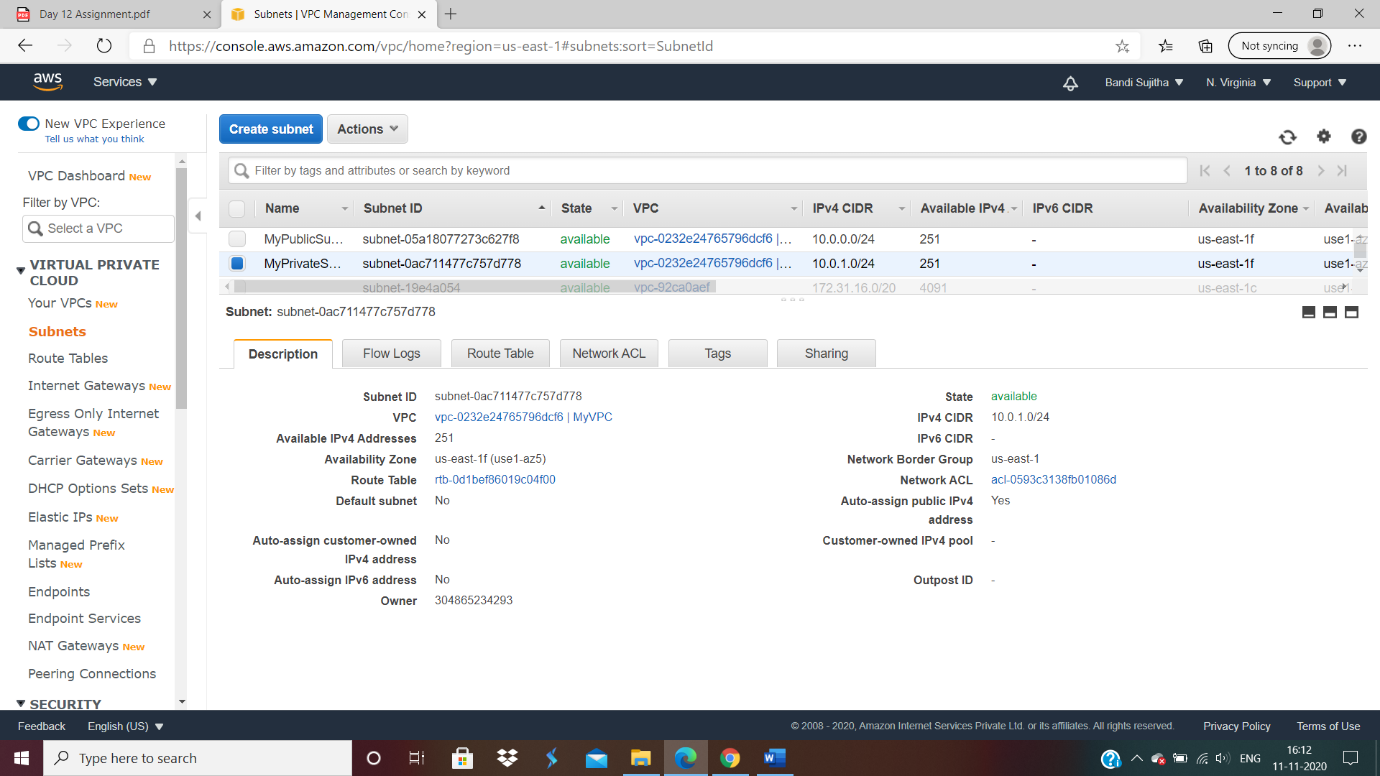 Day 12 Assignment.pdf
Subnets | VPC Management Con
https://console.aws.amazon.com/vpc/home?region=us-east-1#subnets:sort=SubnetId
Not syncing
aws
Services
Bandi Sujitha
N. Virginia
Support
New VPC Experience
Tell us what you think
Create subnet
Actions
VPC Dashboard New
Filter by VPC:
Select a VPC
VIRTUAL PRIVATE
CLOUD
Your VPCs New
Subnets
Route Tables
Internet Gateways New
Egress Only Internet
Gateways New
Carrier Gateways New
DHCP Options Sets New
Elastic IPs New
Managed Prefix
Lists New
Endpoints
Endpoint Services
NAT Gateways New
Peering Connections
SECURITY
Filter by tags and attributes or search by keyword
1 to 8 of 8
Name Subnet ID State VPC IPv4 CIDR Available IPv4 IPv6 CIDR Availability Zone Availab
MyPublicSu... subnet-05a18077273c627f8 available vpc-0232e24765796dcf6 |... 10.0.0.0/24 251 - us-east-1f use1-az
MyPrivateS... subnet-0ac711477c757d778 available vpc-0232e24765796dcf6 |... 10.0.1.0/24 251 - us-east-1f use1-az
subnet-19e4a054 available vpc-92ca0aef 172.31.16.0/20 4091 - us-east-1c use1-
Subnet: subnet-0ac711477c757d778
Description Flow Logs Route Table Network ACL Tags Sharing
Subnet ID subnet-0ac711477c757d778 State available
VPC vpc-0232e24765796dcf6 | MyVPC IPv4 CIDR 10.0.1.0/24
Available IPv4 Addresses 251 IPv6 CIDR -
Availability Zone us-east-1f (use1-az5) Network Border Group us-east-1
Route Table rtb-0d1bef86019c04f00 Network ACL acl-0593c3138fb01086d
Default subnet No Auto-assign public IPv4 Yes
address
Auto-assign customer-owned No Customer-owned IPv4 pool -
IPv4 address
Auto-assign IPv6 address No Outpost ID -
Owner 304865234293
Feedback
English (US)
© 2008 - 2020, Amazon Internet Services Private Ltd. or its affiliates. All rights reserved.
Privacy Policy
Terms of Use
Type here to search
ENG
16:12
11-11-2020